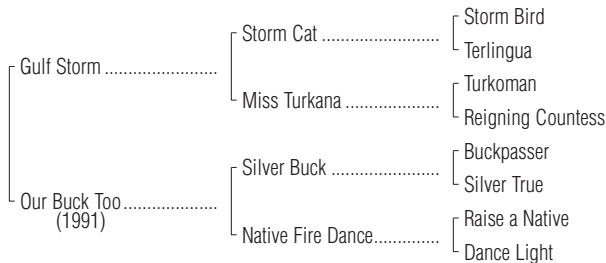 Storm Bird
Storm Cat ........................
Terlingua
Gulf Storm .......................
Turkoman
Miss Turkana ...................
Reigning Countess
Buckpasser
Silver Buck ......................
Silver True
Our Buck Too...................
(1991)
Raise a Native
Native Fire Dance.............
Dance Light